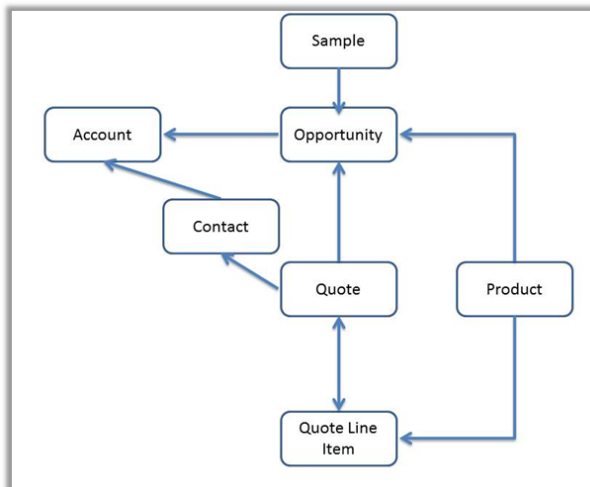 Sample
Account
Opportunity
Contact
Quote
Product
Quote Line
Item